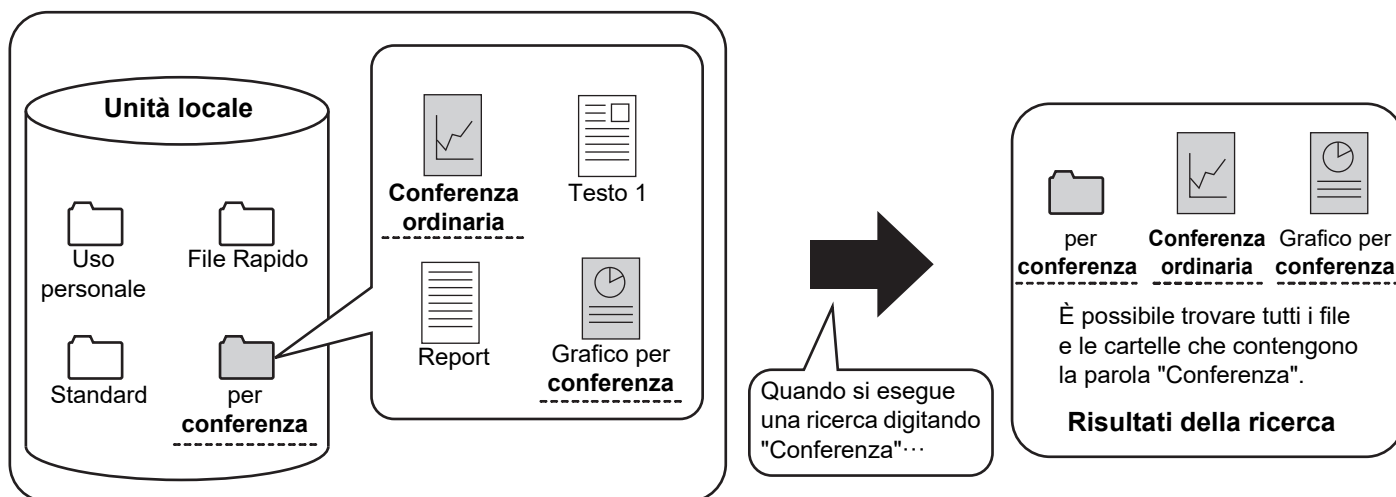 Unità locale
Uso
personale
File Rapido
Standard
per
conferenza
Conferenza
ordinaria
Testo 1
Report
Grafico per
conferenza
Quando si esegue
una ricerca digitando
"Conferenza"···
per
conferenza
Conferenza
ordinaria
Grafico per
conferenza
È possibile trovare tutti i file
e le cartelle che contengono
la parola "Conferenza".
Risultati della ricerca